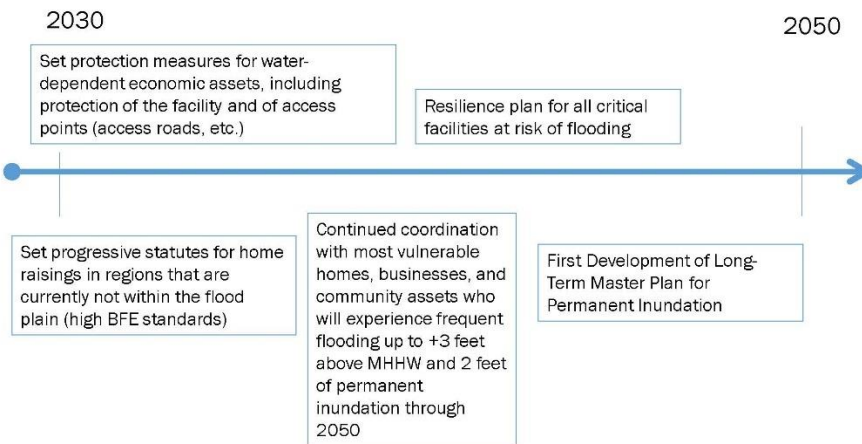 2030
2050
Set protection measures for water-
dependent economic assets, including
protection of the facility and of access
points (access roads, etc.)
Resilience plan for all critical
facilities at risk of flooding
Set progressive statutes for home
raisings in regions that are
currently not within the flood
plain (high BFE standards)
Continued coordination
with most vulnerable
homes, businesses, and
community assets who
will experience frequent
flooding up to +3 feet
above MHHW and 2 feet
of permanent
inundation through
2050
First Development of Long-
Term Master Plan for
Permanent Inundation